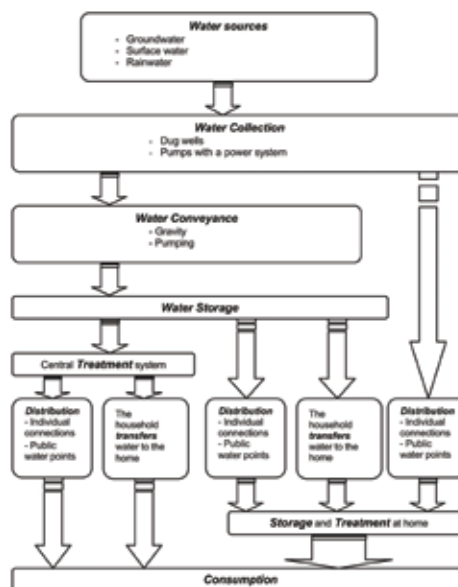 Water sources
- Groundwater
- Surface water
- Rainwater
Water Collection
- Dug wells
- Pumps with a power system
Water Conveyance
- Gravity
- Pumping
Water Storage
Central Treatment system
Distribution
- Individual
connections
- Public
water points
The
household
transfers
water to the
home
Distribution
- Individual
connections
- Public
water points
The
household
transfers
water to the
home
Distribution
- Individual
connections
- Public
water points
Storage and Treatment at home
Consumption